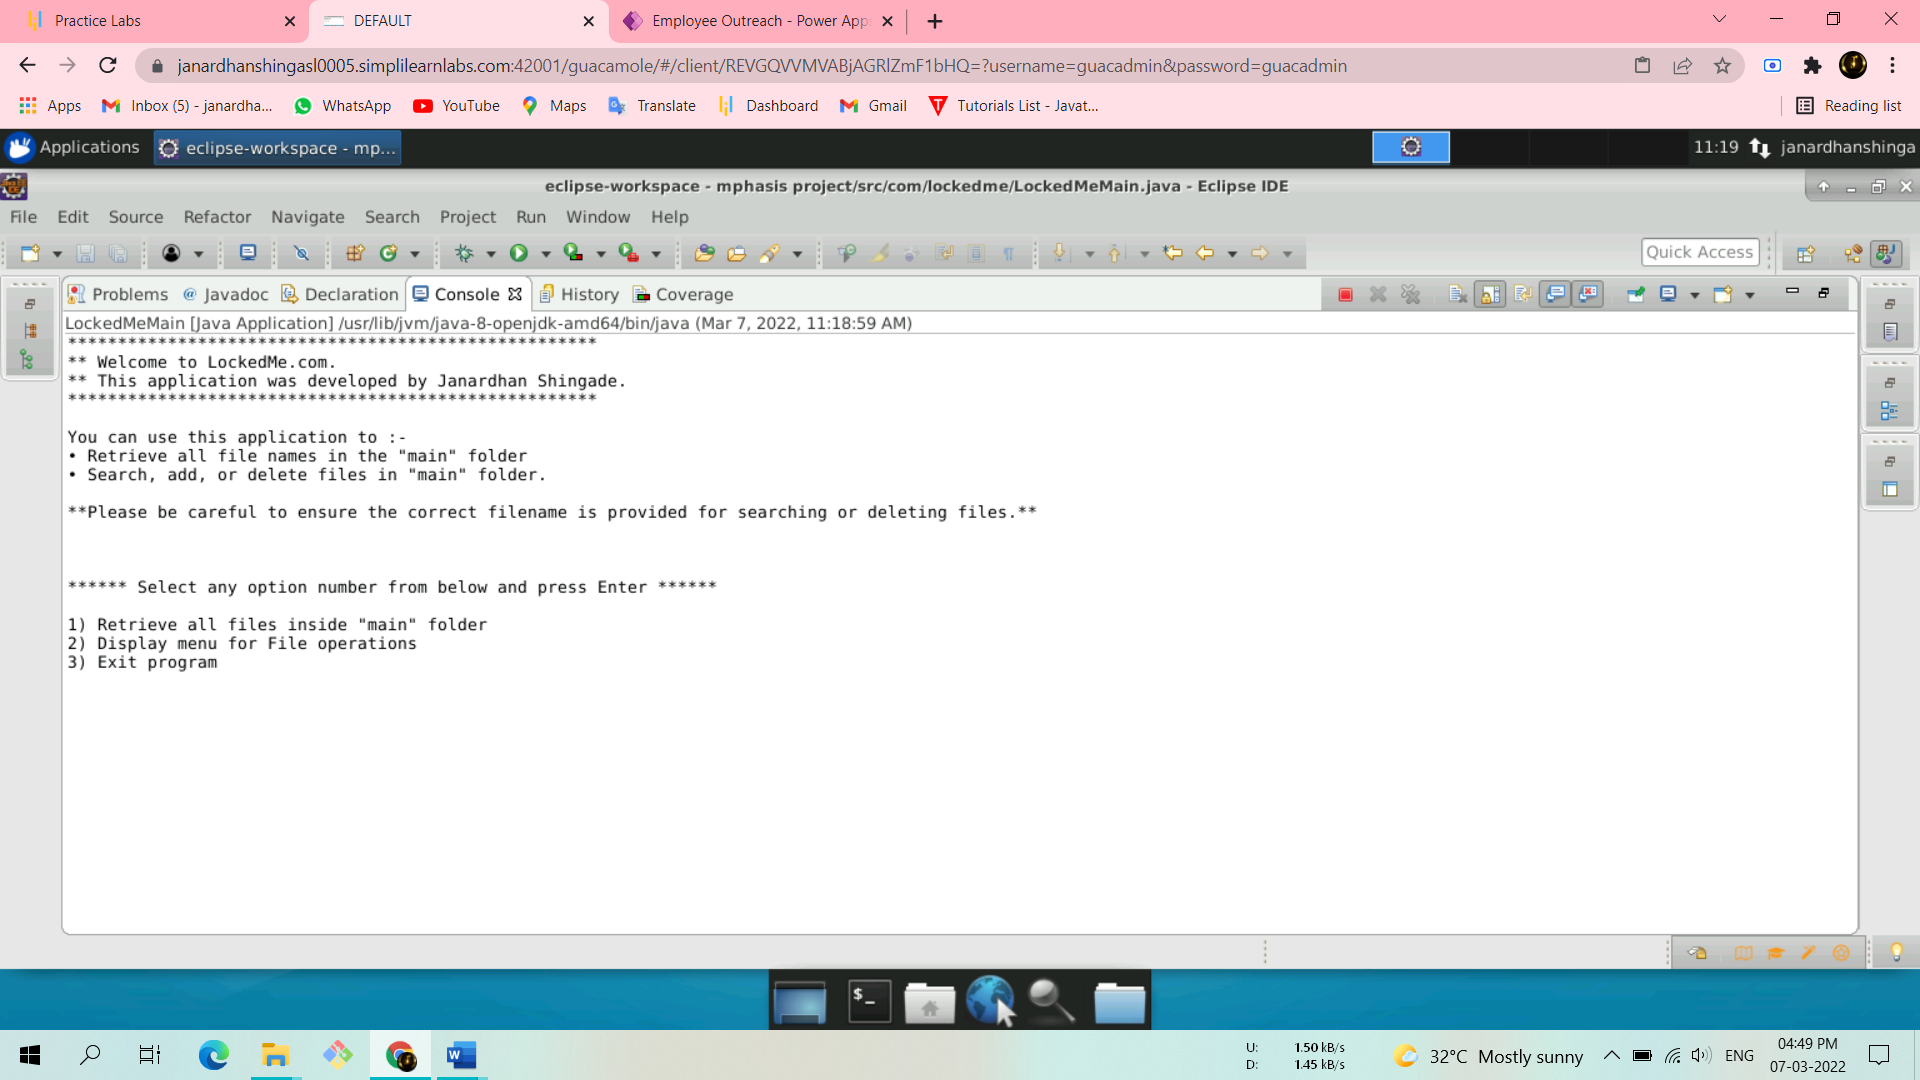 Practice Labs
DEFAULT
Employee Outreach - Power App
janardhanshingasl0005.simplilearnlabs.com:42001/guacamole/#/client/REVGQVVMVABjAGRlZmF1bHQ=?username=guacadmin&password=guacadmin
Apps
Inbox (5) - janardha...
WhatsApp
YouTube
Maps
Translate
Dashboard
Gmail
Tutorials List - Javat...
Reading list
Applications
eclipse-workspace - mp...
11:19
janardhanshinga
eclipse-workspace - mphasis project/src/com/lockedme/LockedMeMain.java - Eclipse IDE
File Edit Source Refactor Navigate Search Project Run Window Help
Quick Access
Problems @ Javadoc Declaration Console History Coverage
LockedMeMain [Java Application] /usr/lib/jvm/java-8-openjdk-amd64/bin/java (Mar 7, 2022, 11:18:59 AM)
*****************************************************
** Welcome to LockedMe.com.
** This application was developed by Janardhan Shingade.
*****************************************************
You can use this application to :-
• Retrieve all file names in the "main" folder
• Search, add, or delete files in "main" folder.
**Please be careful to ensure the correct filename is provided for searching or deleting files.**
****** Select any option number from below and press Enter ******
1) Retrieve all files inside "main" folder
2) Display menu for File operations
3) Exit program
$_
U: 1.50 kB/s
D: 1.45 kB/s
32°C Mostly sunny
ENG
04:49 PM
07-03-2022